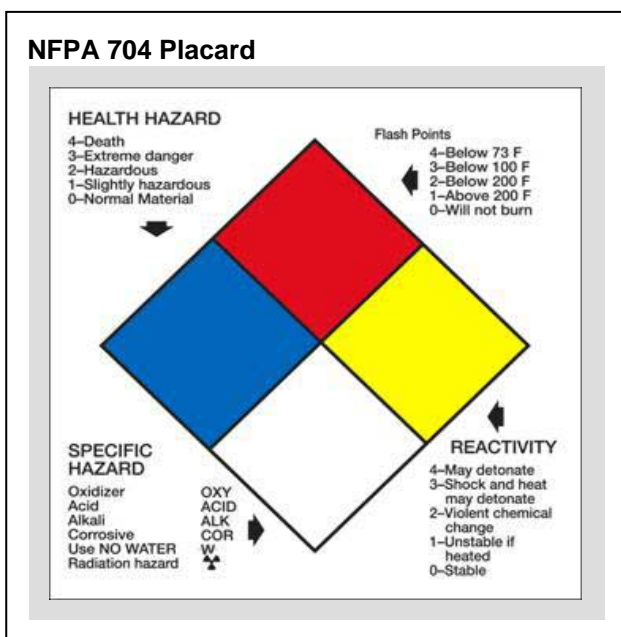 NFPA 704 Placard
HEALTH HAZARD
4–Death
3–Extreme danger
2–Hazardous
1–Slightly hazardous
0–Normal Material
Flash Points
4–Below 73 F
3–Below 100 F
2–Below 200 F
1–Above 200 F
0–Will not burn
SPECIFIC
HAZARD
Oxidizer OXY
Acid ACID
Alkali ALK
Corrosive COR
Use NO WATER W
Radiation hazard
REACTIVITY
4–May detonate
3–Shock and heat
may detonate
2–Violent chemical
change
1–Unstable if
heated
0–Stable